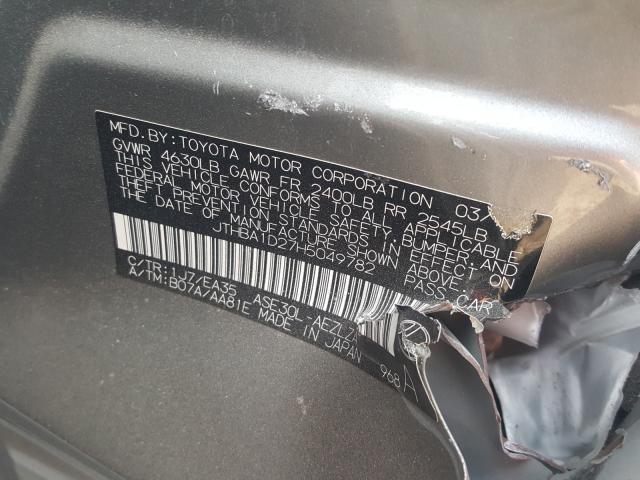 MFD.BY:TOYOTA MOTOR CORPORATION 03/
GVWR 4630LB GAWR FR 2400LB RR 2545LB
THIS VEHICLE CONFORMS TO ALL APPLICABLE
FEDERAL MOTOR VEHICLE SAFETY, BUMPER, AND
THEFT PREVENTION STANDARDS IN EFFECT ON
THE DATE OF MANUFACTURE SHOWN ABOVE.
JTHBA1D27H5049782 PASS CAR
C/TR:1J7/EA35 ASE30L-AEZL
A/TM:B07A/AA81E MADE IN JAPAN 968 A